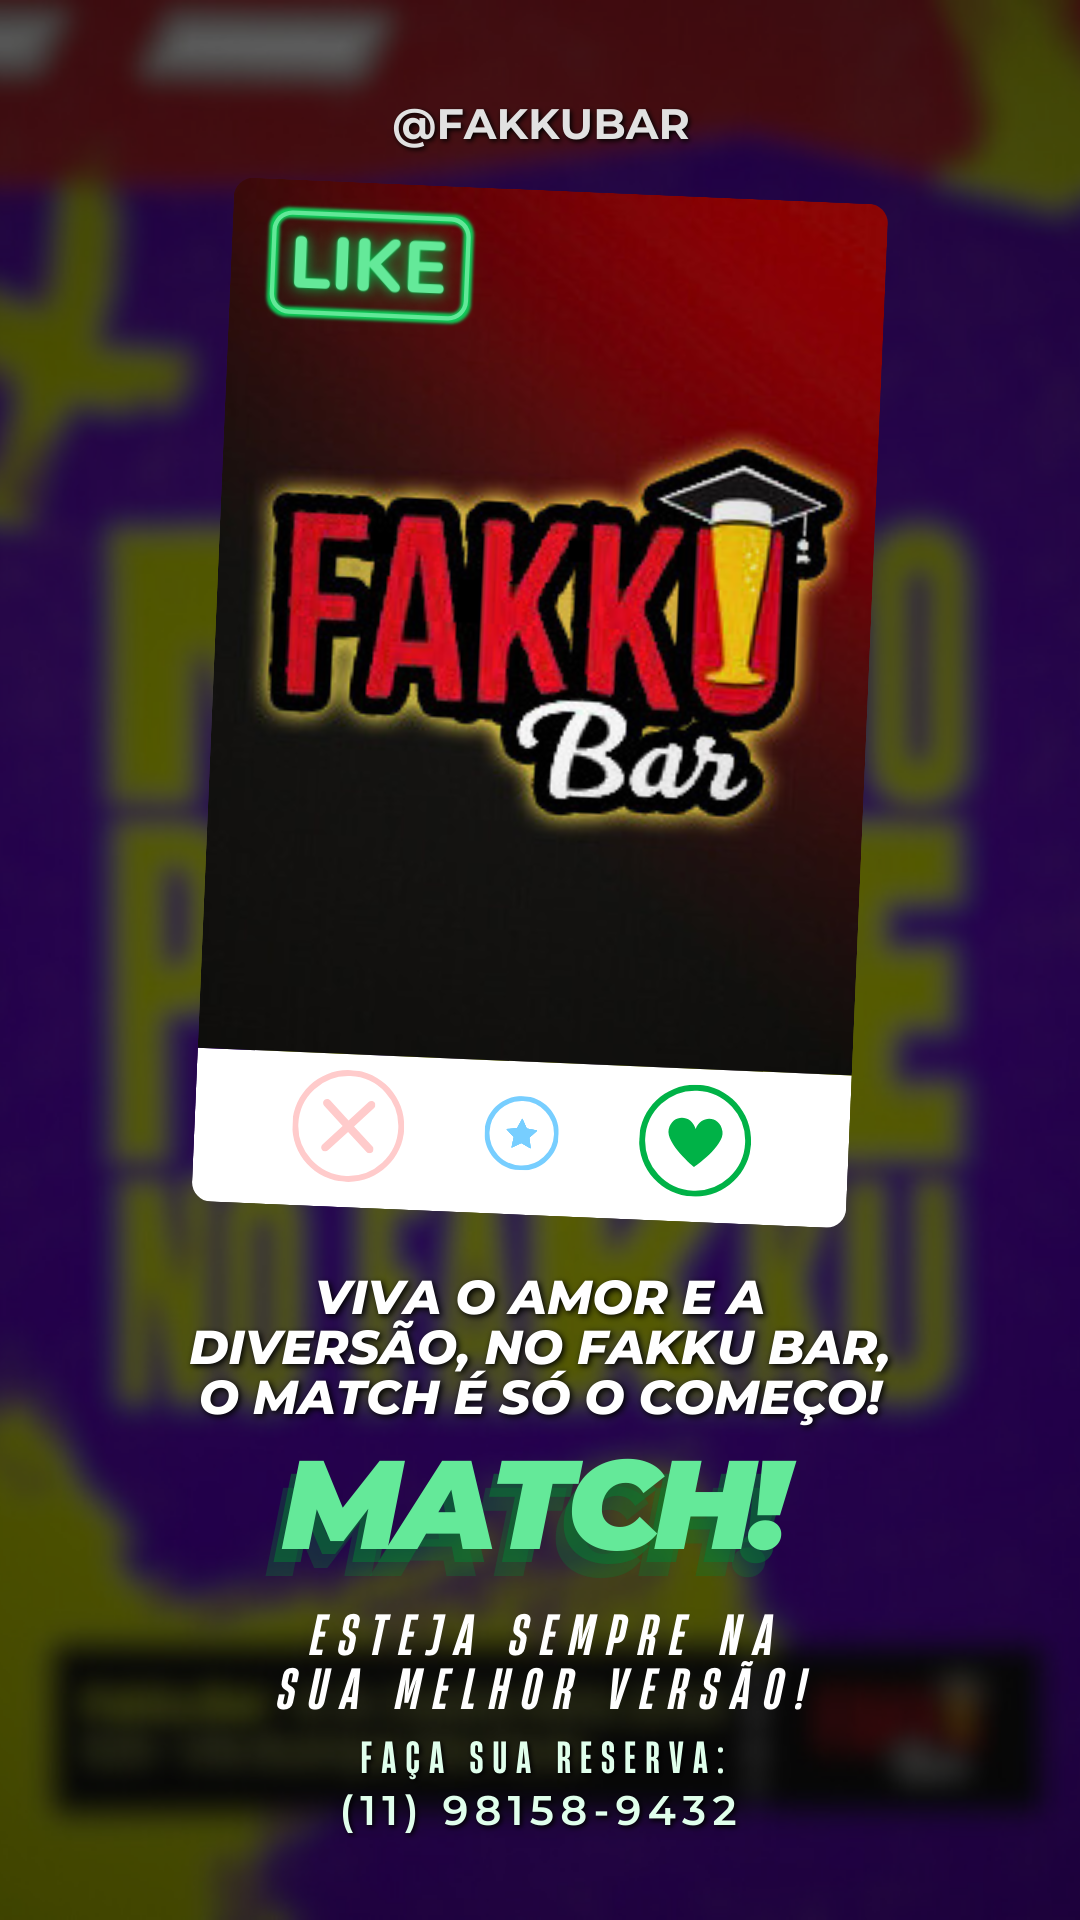 @FAKKUBAR
LIKE
FAKKU
Bar
VIVA O AMOR E A
DIVERSÃO, NO FAKKU BAR,
O MATCH É SÓ O COMEÇO!
MATCH!
ESTEJA SEMPRE NA
SUA MELHOR VERSÃO!
FAÇA SUA RESERVA:
(11) 98158-9432